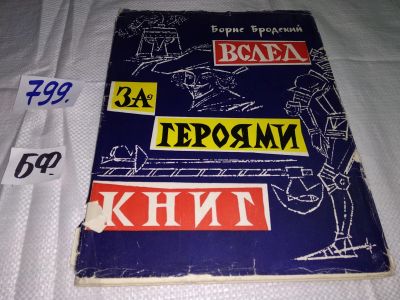 Борис Бродский
ВСЛЕД
ЗА
ГЕРОЯМИ
КНИГ
799.
БФ.